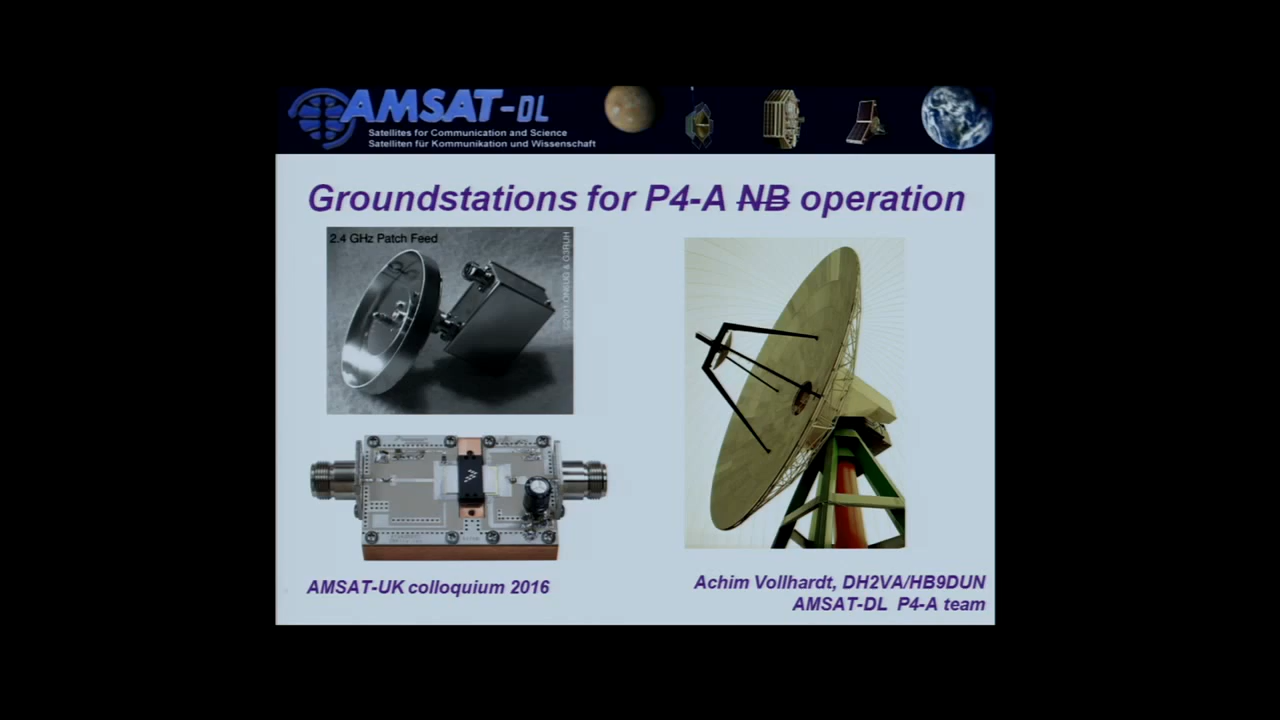 AMSAT-DL
Satellites for Communication and Science
Satelliten für Kommunikation und Wissenschaft
Groundstations for P4-A NB operation
2.4 GHz Patch Feed
AMSAT-UK colloquium 2016
Achim Vollhardt, DH2VA/HB9DUN
AMSAT-DL P4-A team